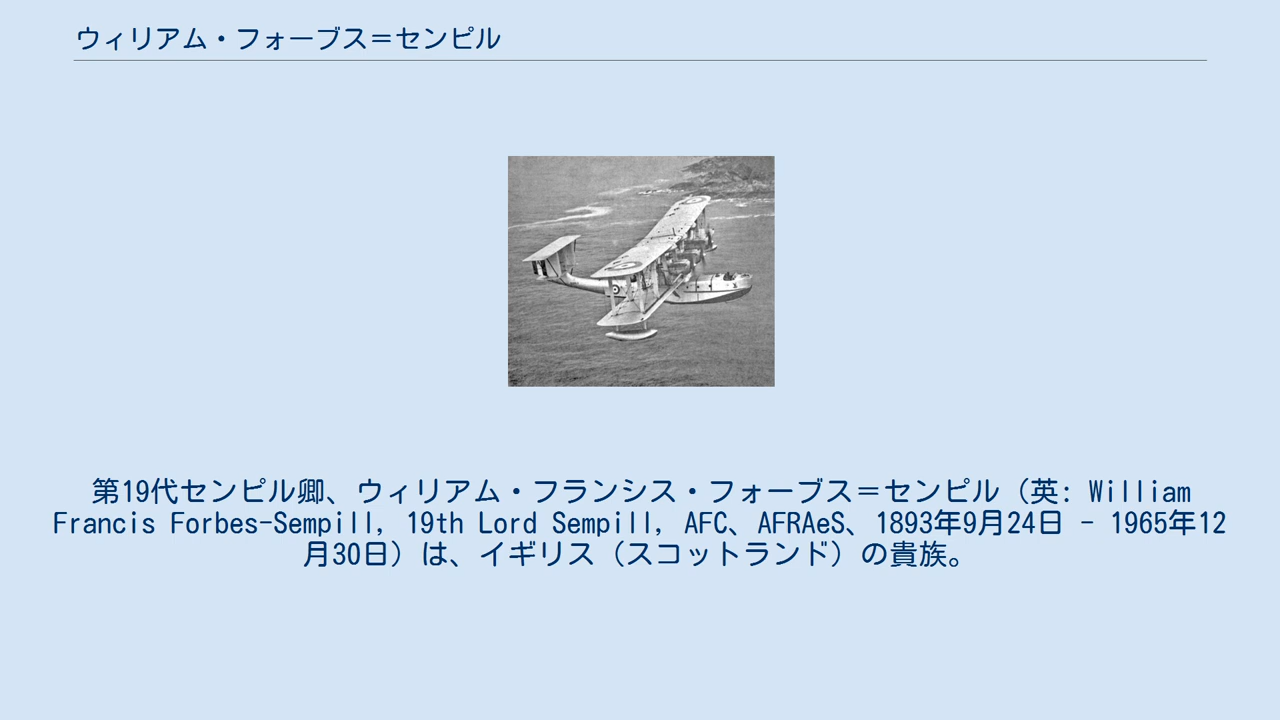 ウィリアム・フォーブス＝センピル
第19代センピル卿、ウィリアム・フランシス・フォーブス＝センピル（英: William
Francis Forbes-Sempill, 19th Lord Sempill, AFC、AFRAeS、1893年9月24日 - 1965年12
月30日）は、イギリス（スコットランド）の貴族。